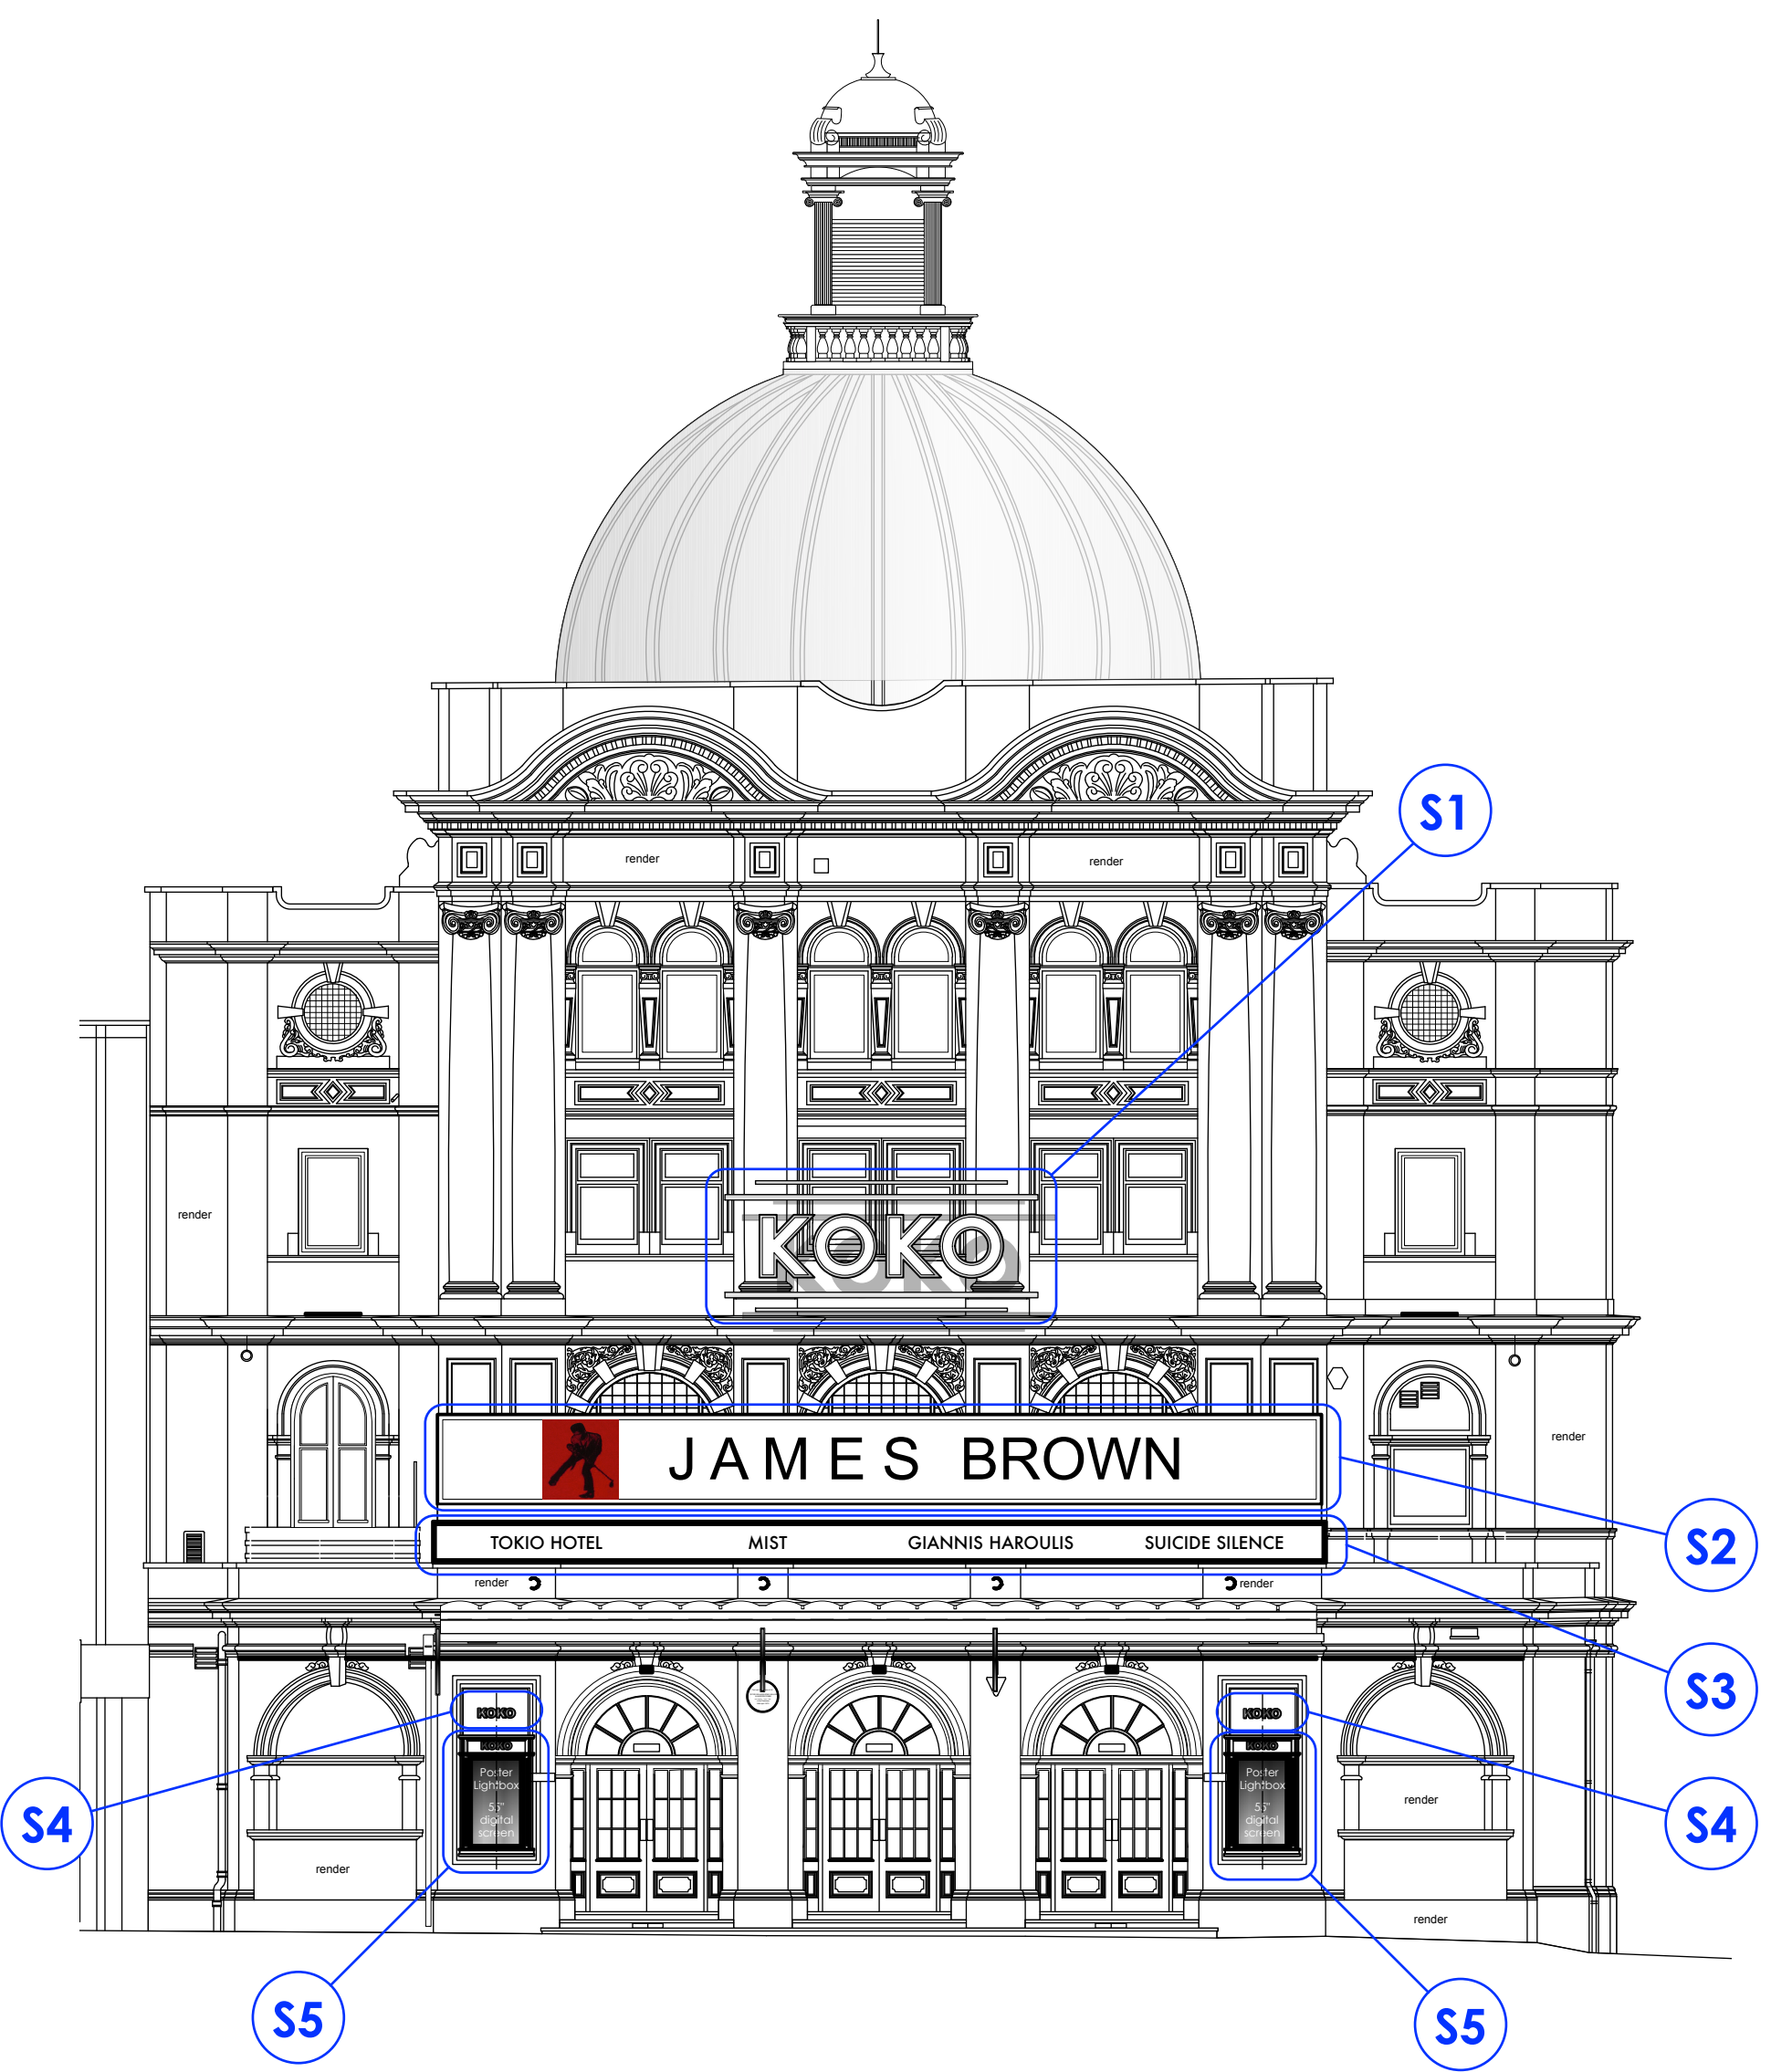 S1
render
render
render
KOKO
JAMES BROWN
render
S2
TOKIO HOTEL MIST GIANNIS HAROULIS SUICIDE SILENCE
render
render
S3
KOKO
KOKO
KOKO
KOKO
Poster
Lightbox
55"
digital
screen
Poster
Lightbox
55"
digital
screen
S4
S4
render
render
render
S5
S5